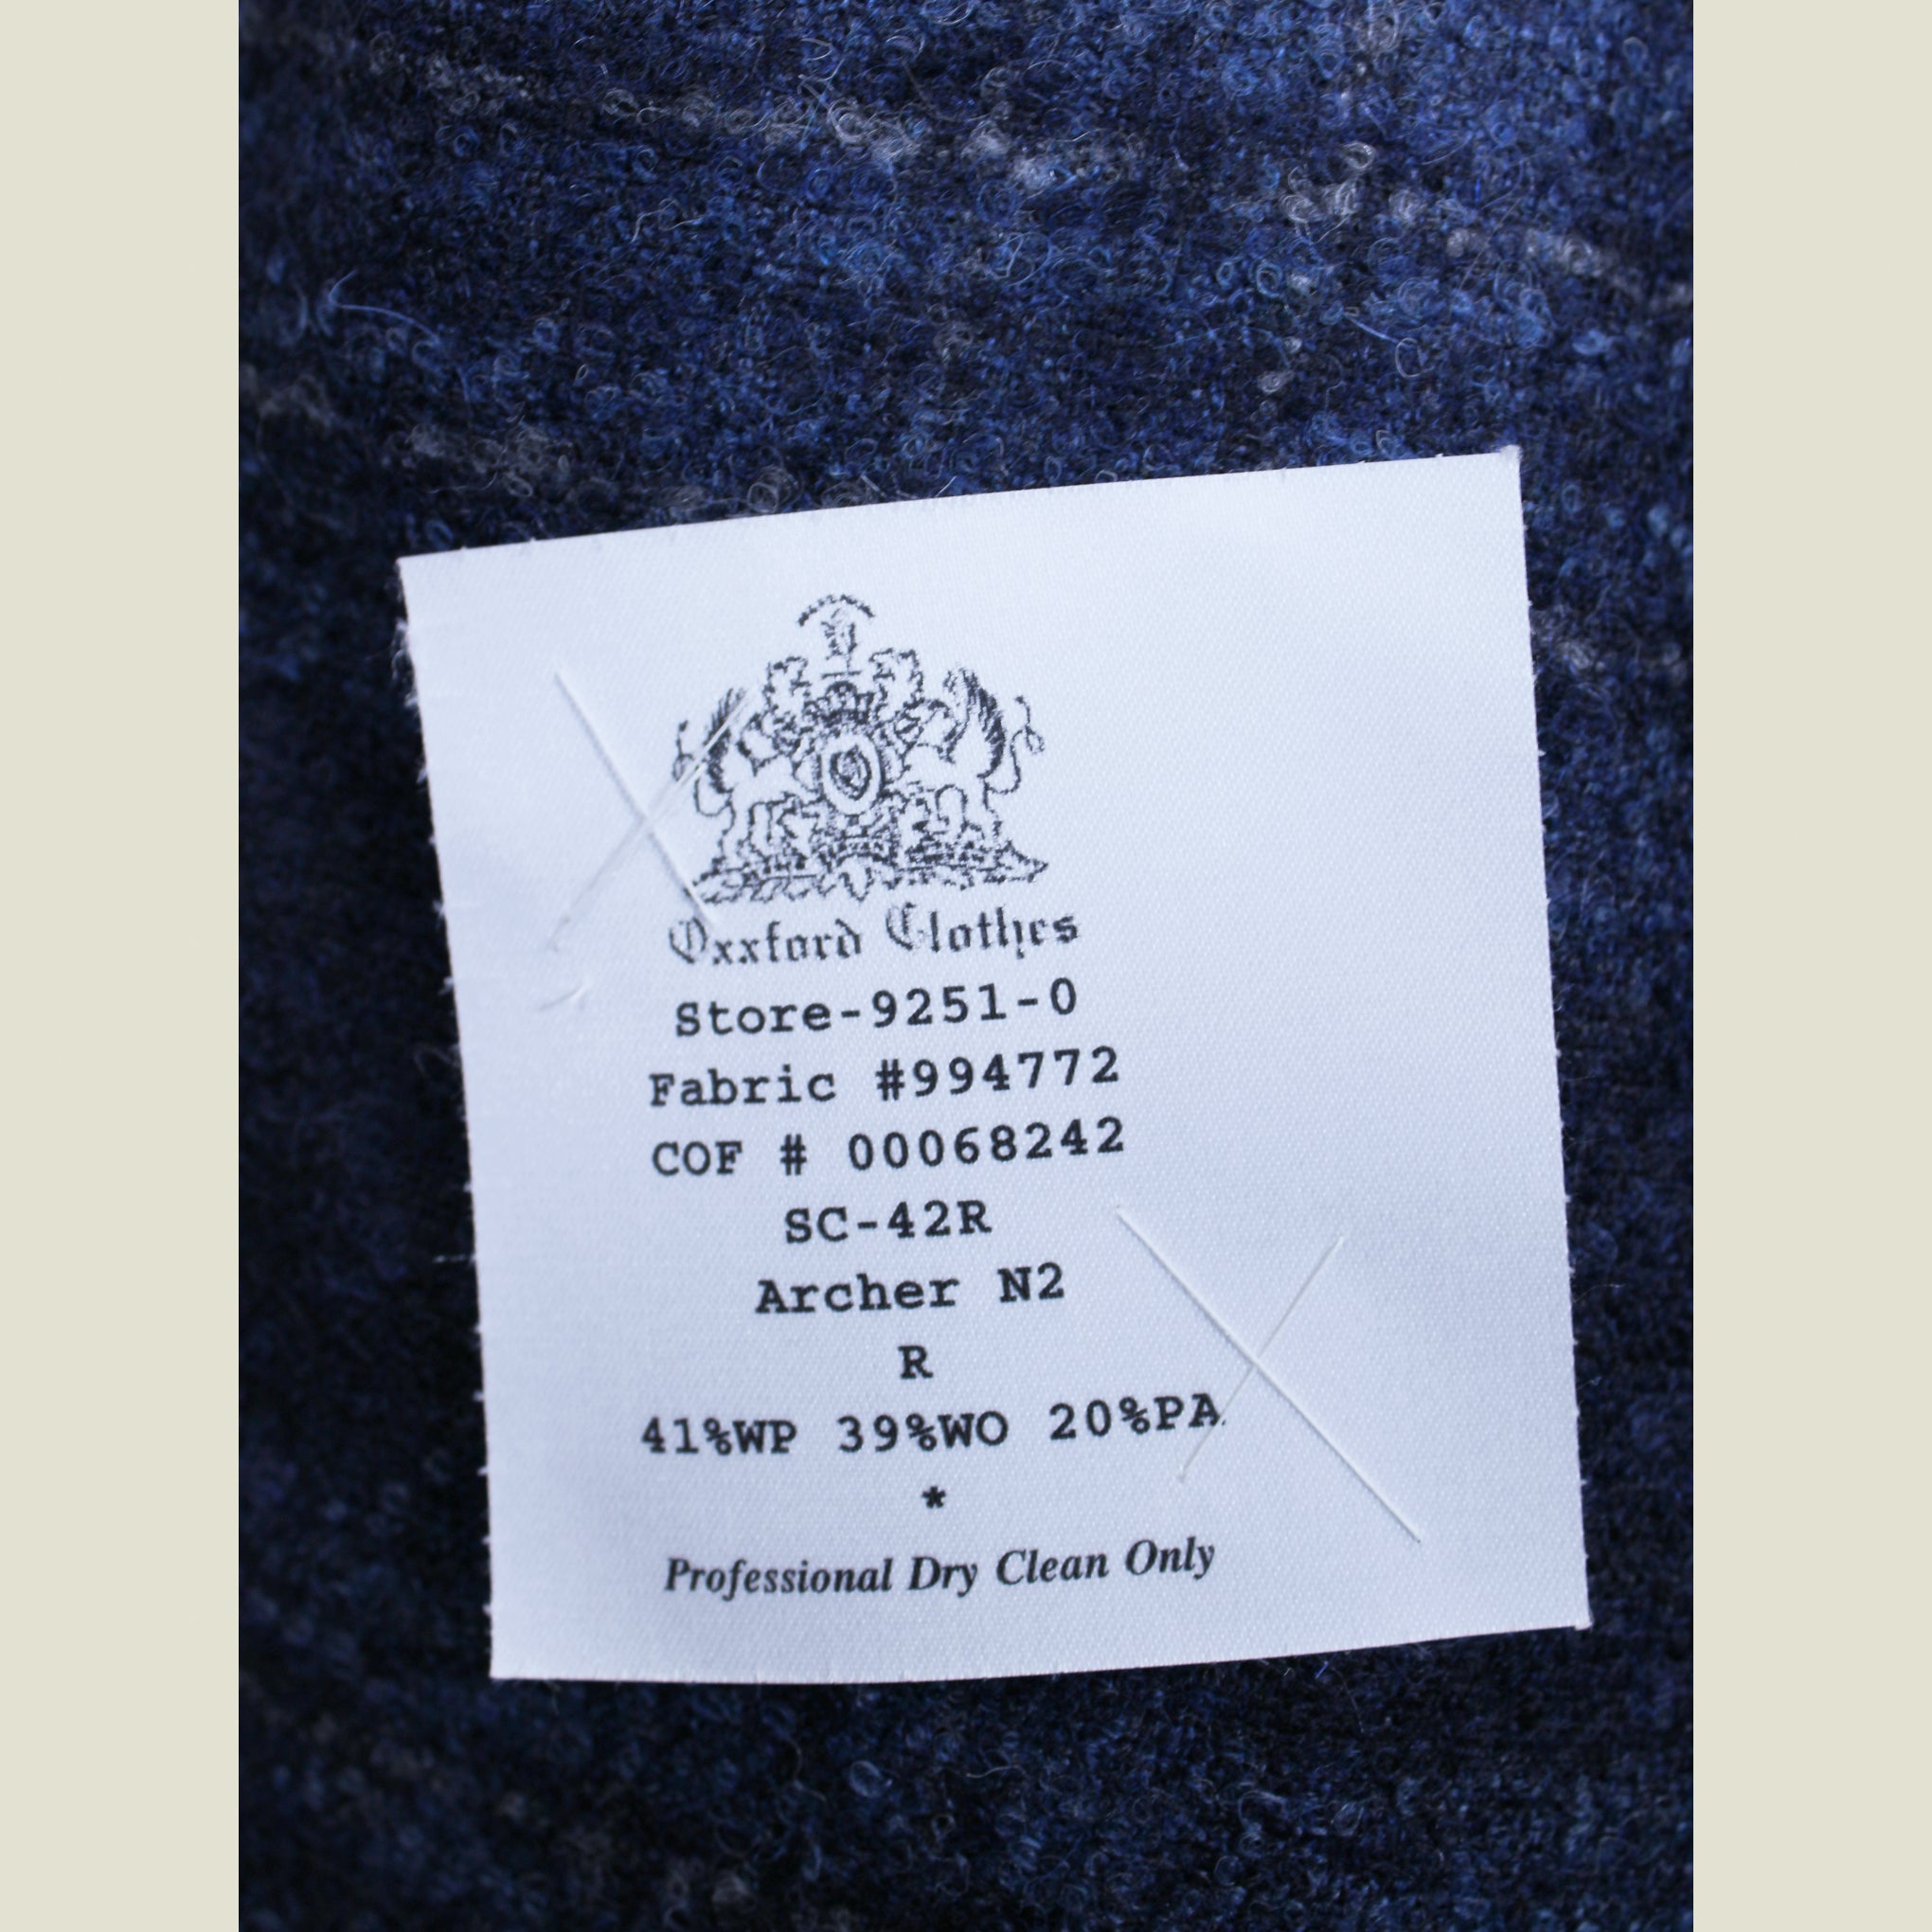 Oxxford Clothes
Store-9251-0
Fabric #994772
COF # 00068242
SC-42R
Archer N2
R
41%WP 39%WO 20%PA
*
Professional Dry Clean Only